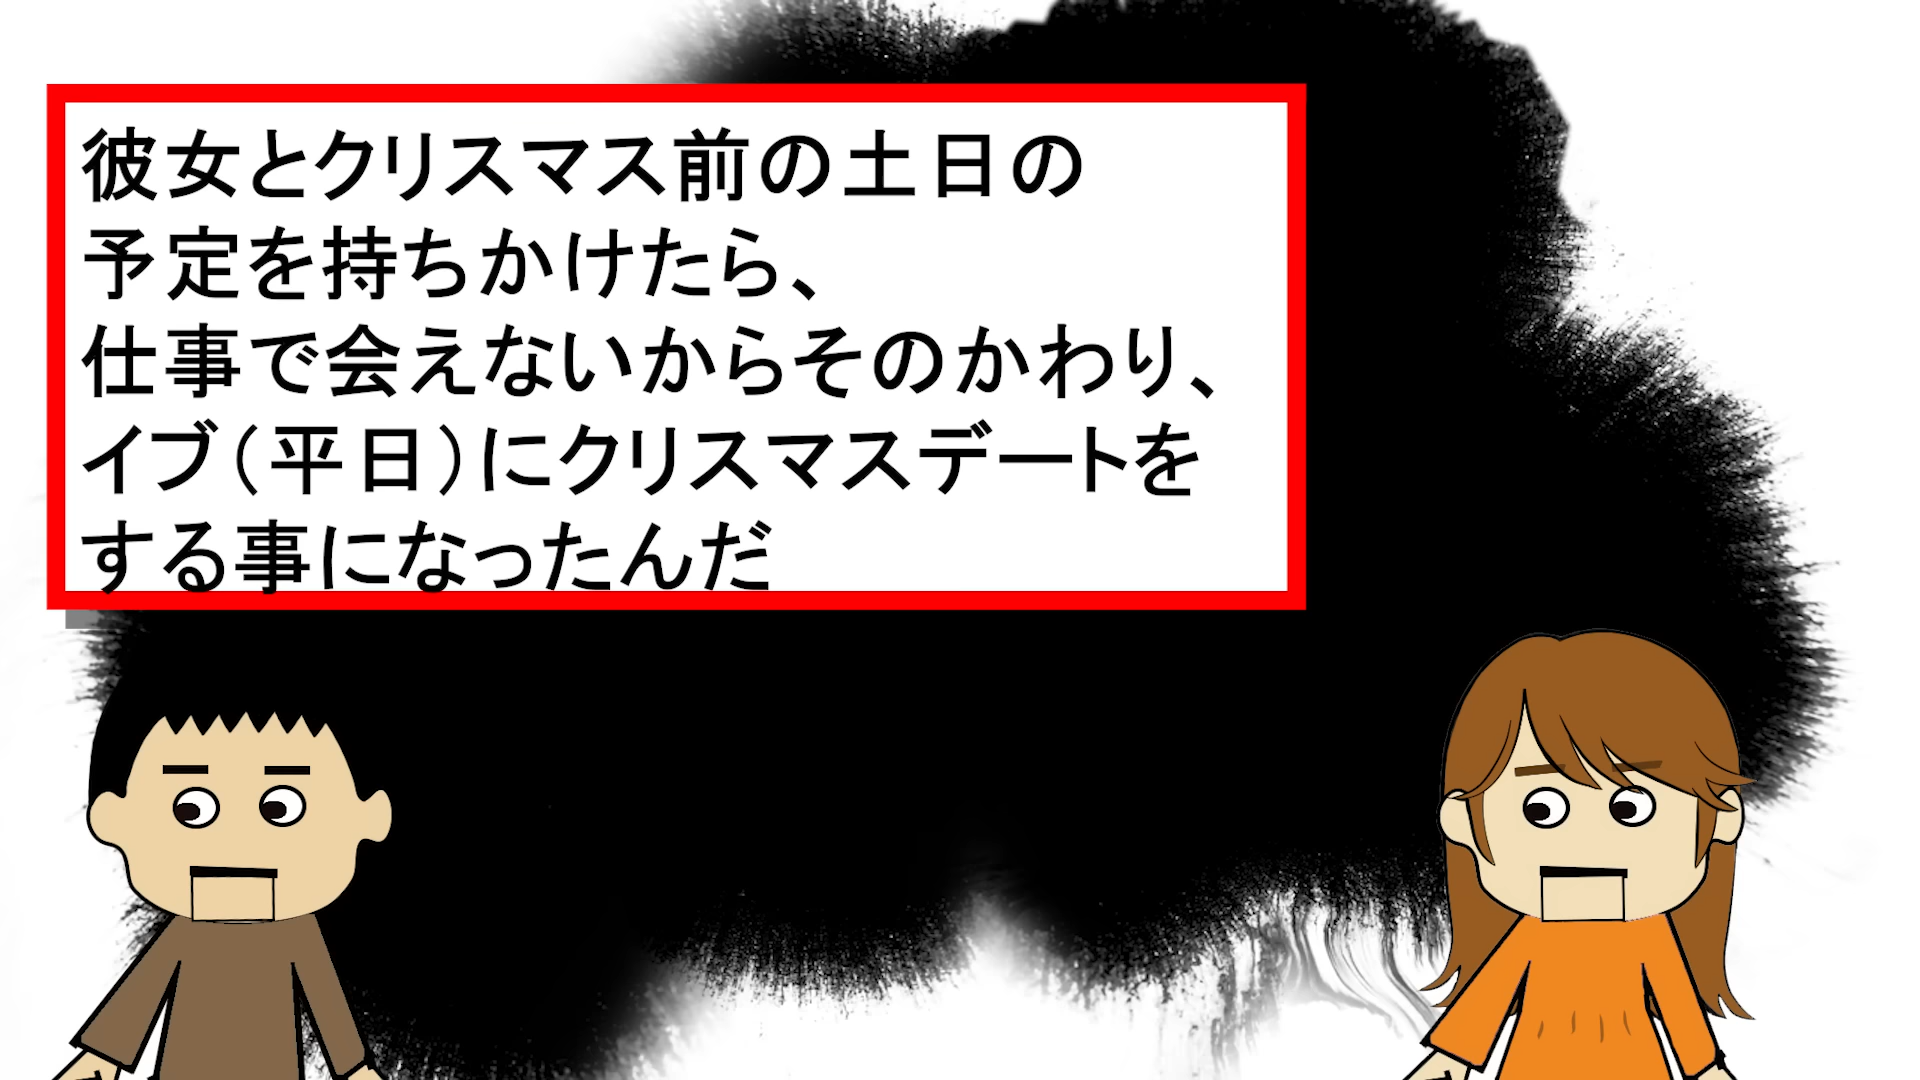 彼女とクリスマス前の土日の
予定を持ちかけたら、
仕事で会えないからそのかわり、
イブ（平日）にクリスマスデートを
する事になったんだ